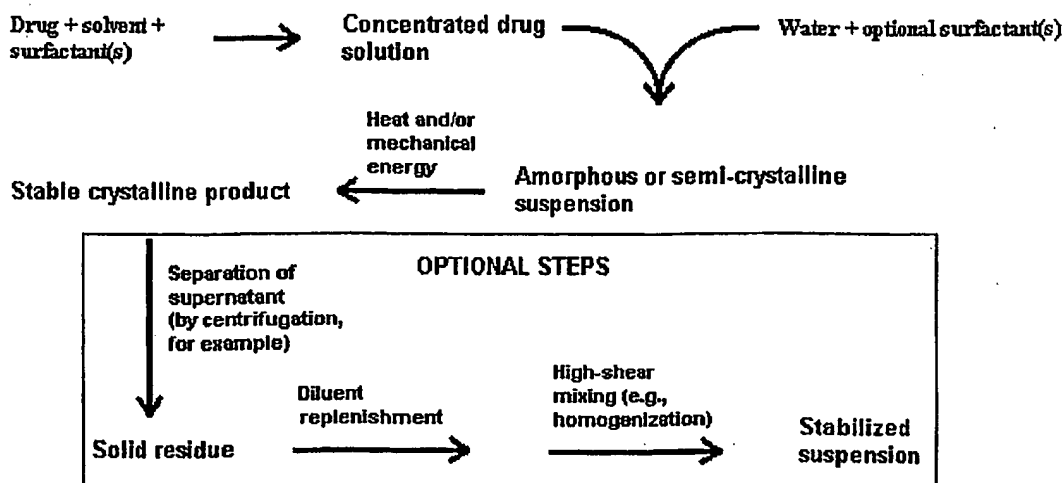 Drug + solvent +
surfactant(s)
Concentrated drug
solution
Water + optional surfactant(s)
Heat and/or
mechanical
energy
Stable crystalline product
Amorphous or semi-crystalline
suspension
OPTIONAL STEPS
Separation of
supernatant
(by centrifugation,
for example)
Diluent
replenishment
High-shear
mixing (e.g.,
homogenization)
Solid residue
Stabilized
suspension